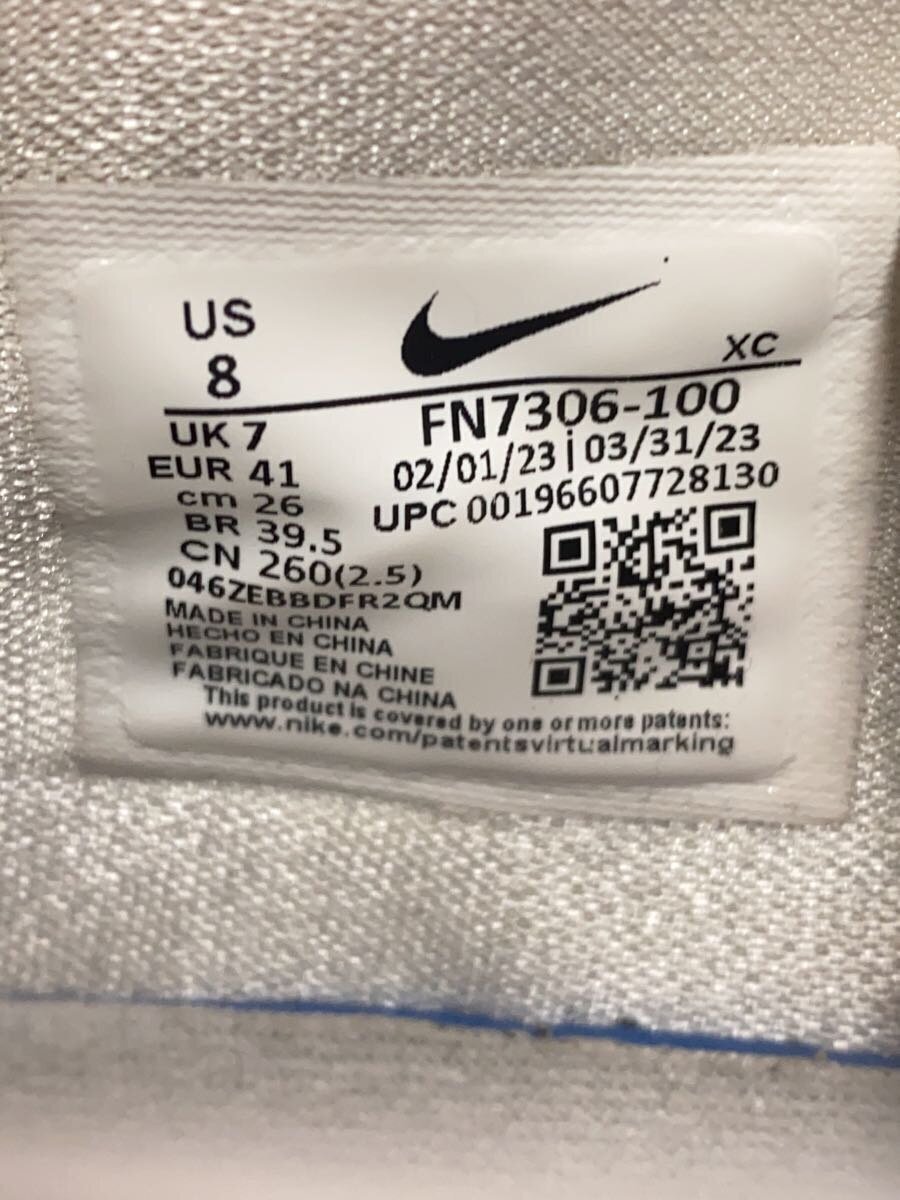 US
8
XC
FN7306-100
UK 7
02/01/23 | 03/31/23
EUR 41
UPC 00196607728130
cm 26
BR 39.5
CN 260(2.5)
046ZEBBDFR2QM
MADE IN CHINA
HECHO EN CHINA
FABRIQUE EN CHINE
FABRICADO NA CHINA
This product is covered by one or more patents:
www.nike.com/patentsvirtualmarking